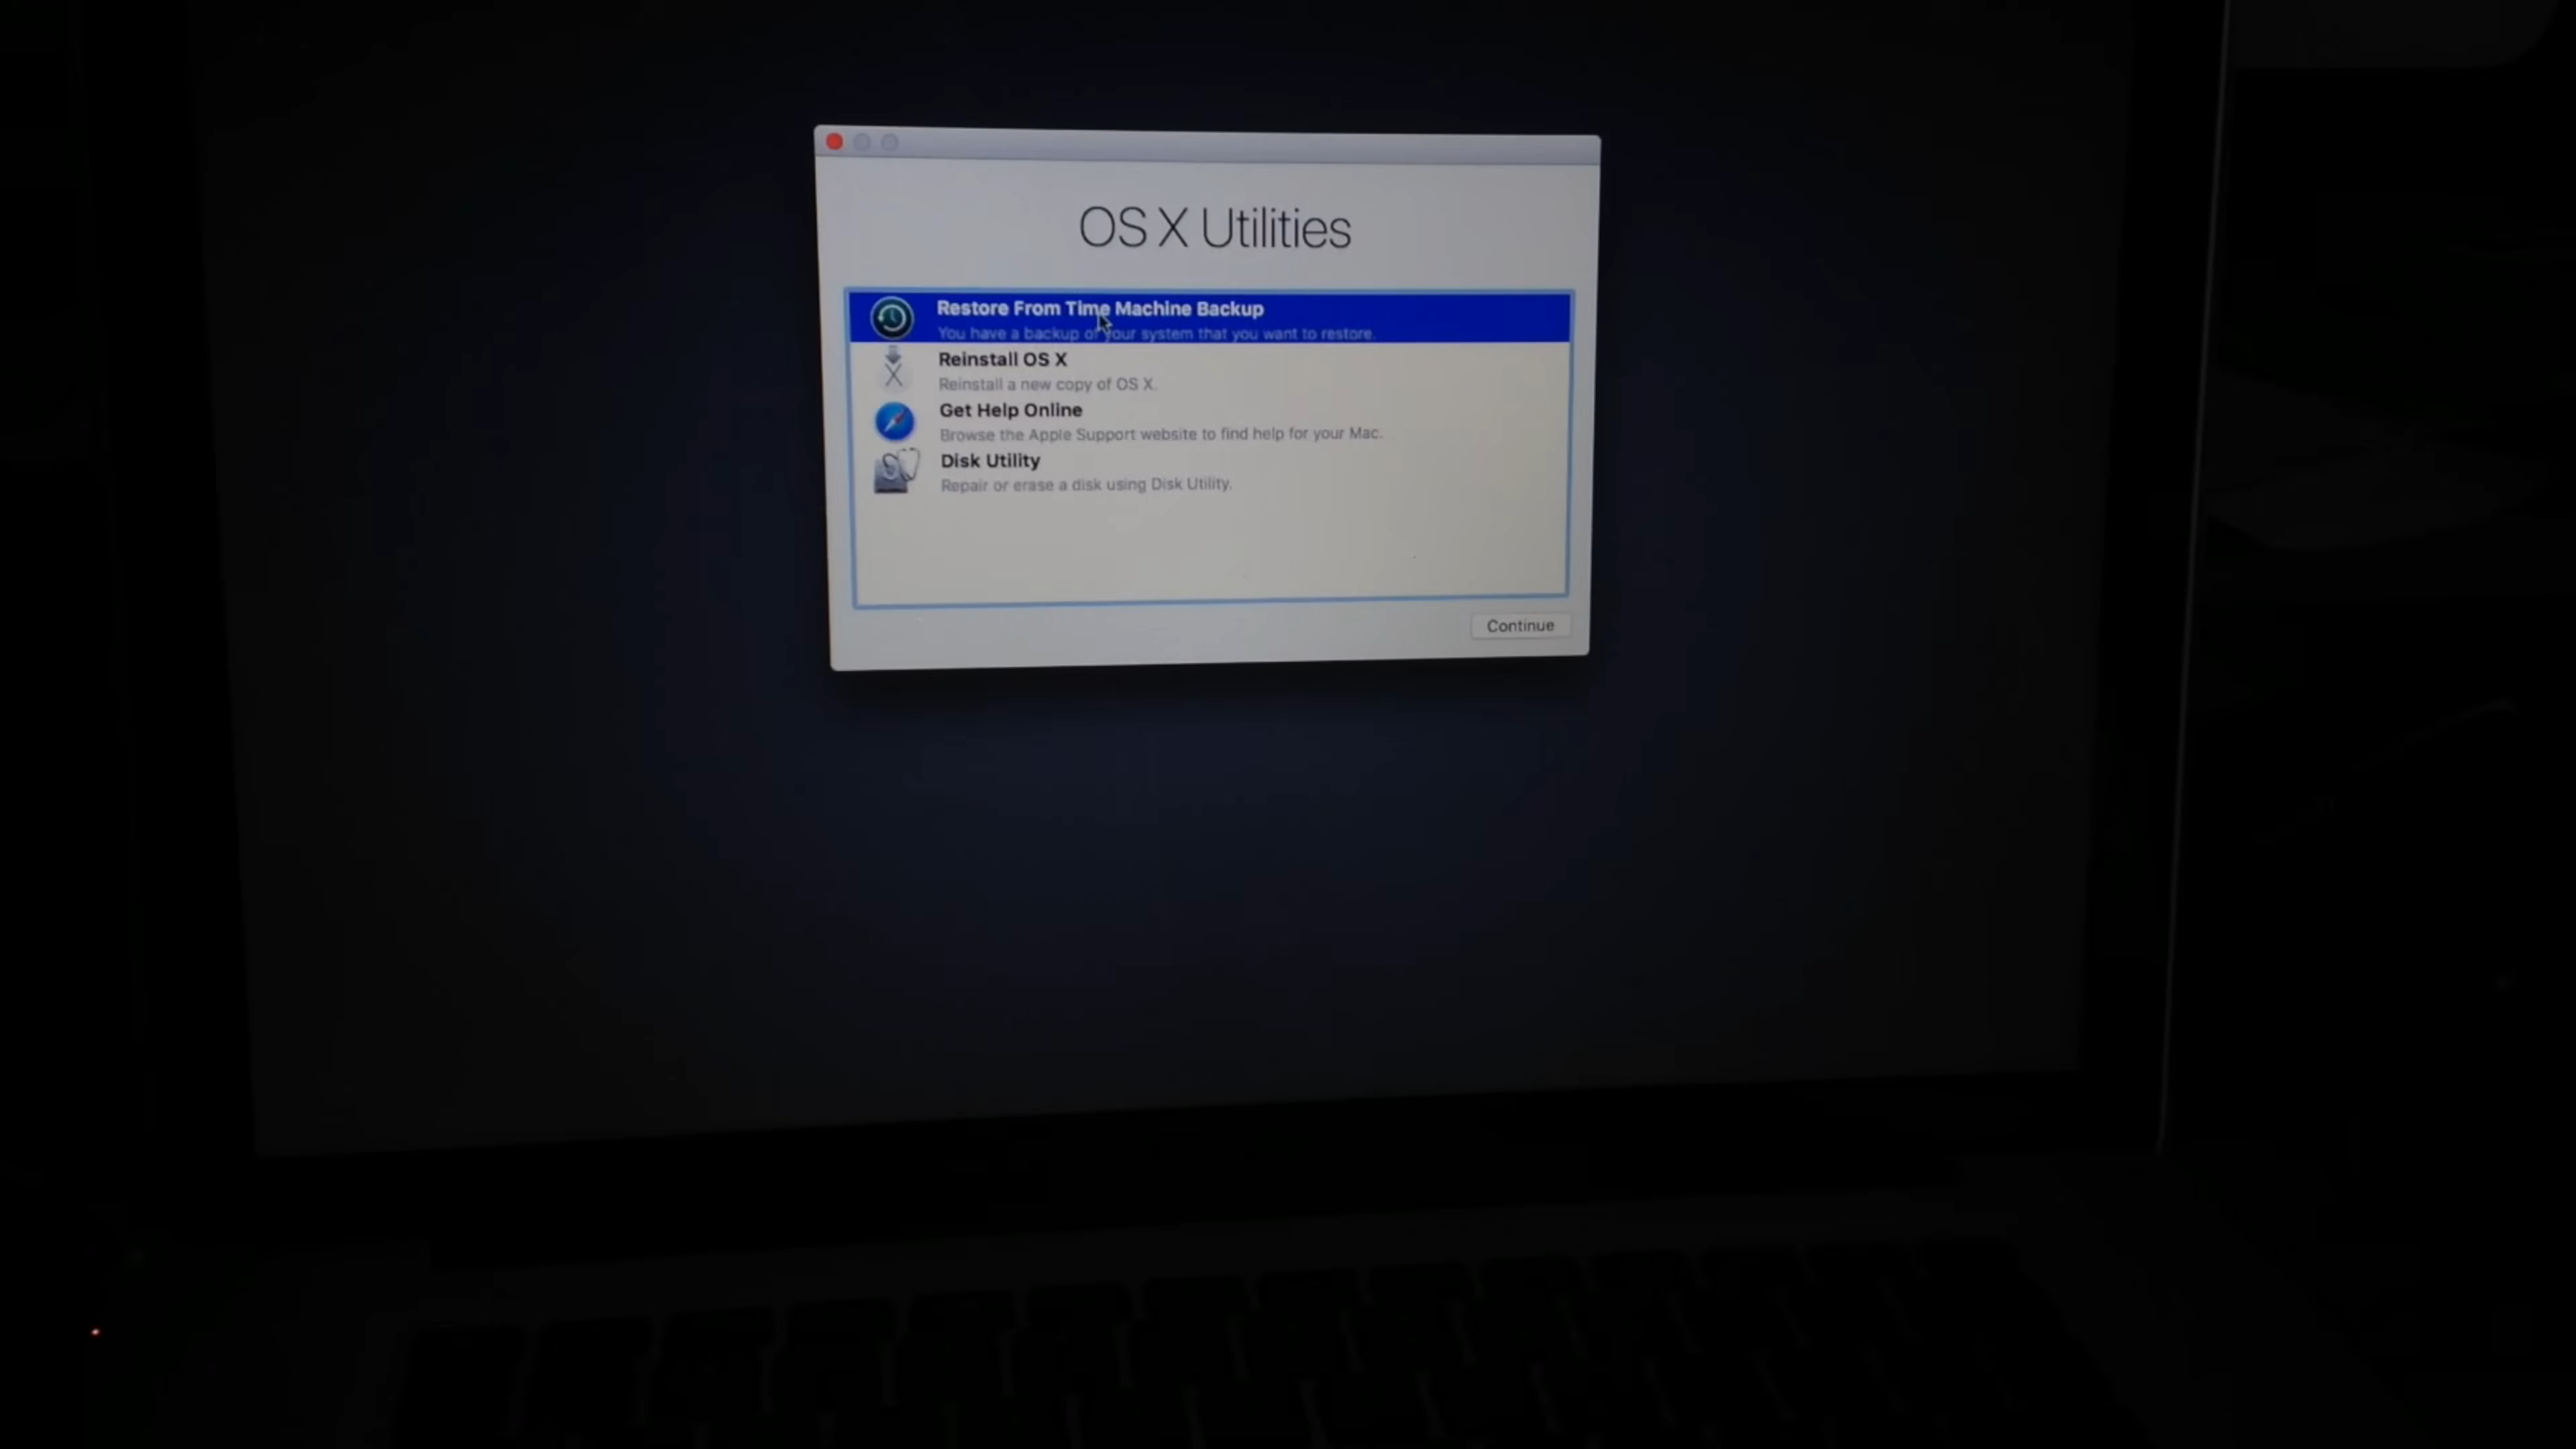 OS X Utilities
Restore From Time Machine Backup
You have a backup of your system that you want to restore.
Reinstall OS X
Reinstall a new copy of OS X.
Get Help Online
Browse the Apple Support website to find help for your Mac.
Disk Utility
Repair or erase a disk using Disk Utility.
Continue